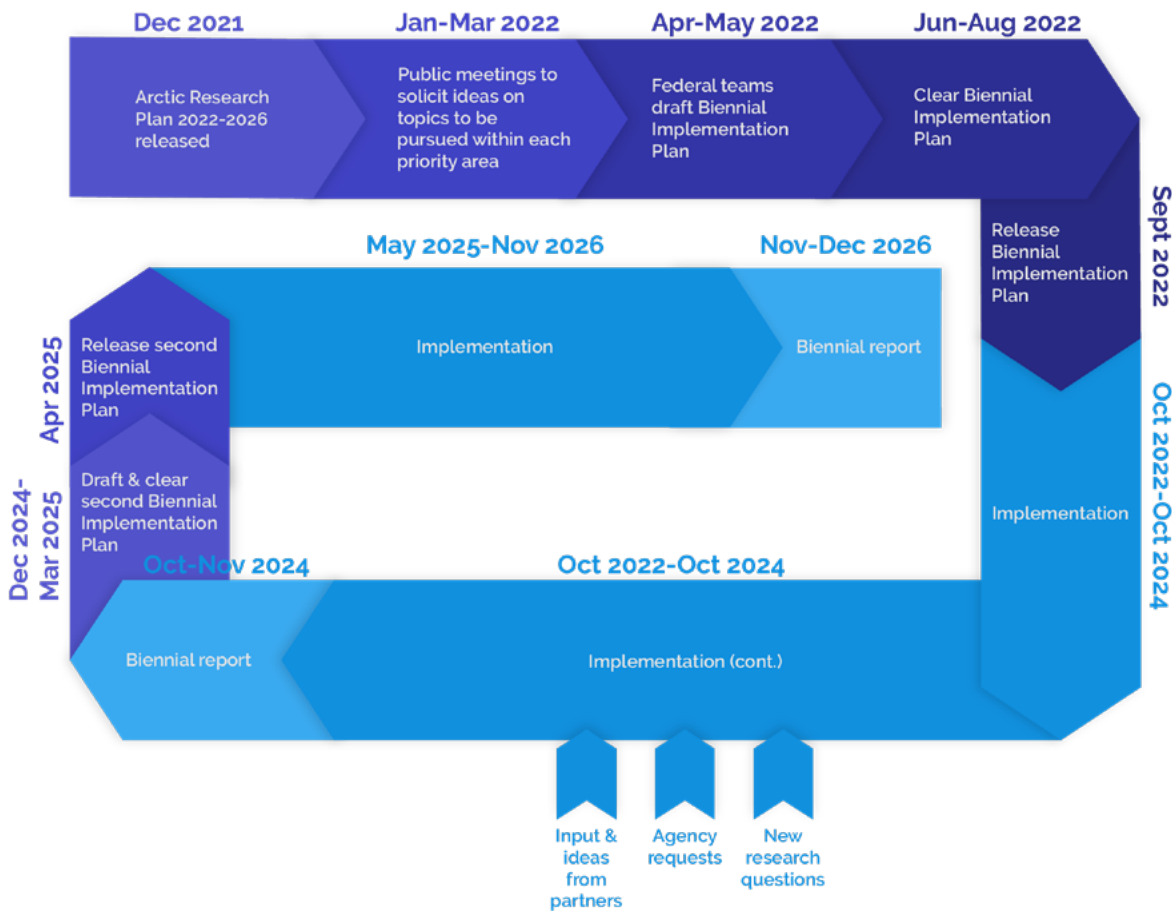 Dec 2021
Arctic Research
Plan 2022-2026
released
Jan-Mar 2022
Public meetings to
solicit ideas on
topics to be
pursued within each
priority area
Apr-May 2022
Federal teams
draft Biennial
Implementation
Plan
Jun-Aug 2022
Clear Biennial
Implementation
Plan
Sept 2022
Release
Biennial
Implementation
Plan
Oct 2022-Oct 2024
Implementation
Oct 2022-Oct 2024
Implementation (cont.)
Input &
ideas
from
partners
Agency
requests
New
research
questions
Oct-Nov 2024
Biennial report
Dec 2024-
Mar 2025
Draft & clear
second Biennial
Implementation
Plan
Apr 2025
Release second
Biennial
Implementation
Plan
May 2025-Nov 2026
Implementation
Nov-Dec 2026
Biennial report